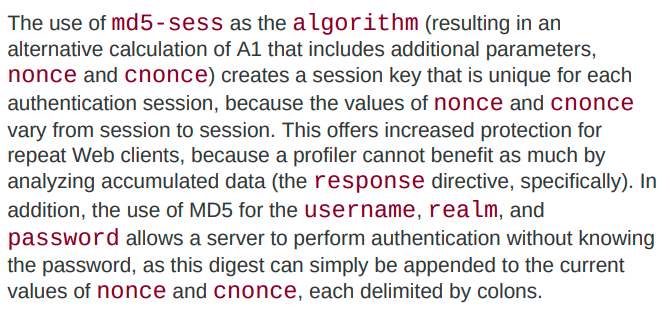 The use of md5-sess as the algorithm (resulting in an
alternative calculation of A1 that includes additional parameters,
nonce and cnonce) creates a session key that is unique for each
authentication session, because the values of nonce and cnonce
vary from session to session. This offers increased protection for
repeat Web clients, because a profiler cannot benefit as much by
analyzing accumulated data (the response directive, specifically). In
addition, the use of MD5 for the username, realm, and
password allows a server to perform authentication without knowing
the password, as this digest can simply be appended to the current
values of nonce and cnonce, each delimited by colons.